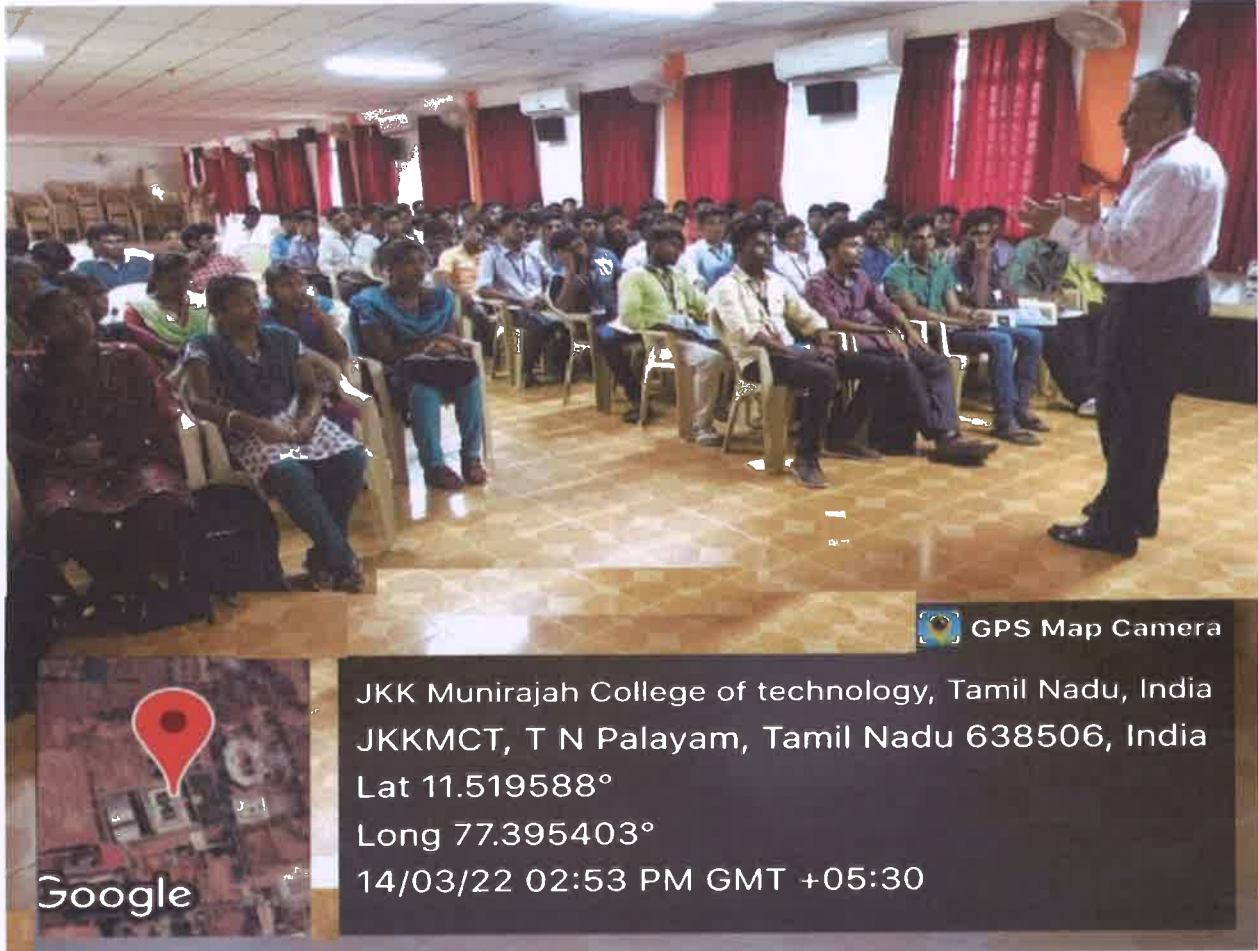 GPS Map Camera
JKK Munirajah College of technology, Tamil Nadu, India
JKKMCT, T N Palayam, Tamil Nadu 638506, India
Lat 11.519588°
Long 77.395403°
14/03/22 02:53 PM GMT +05:30
Google